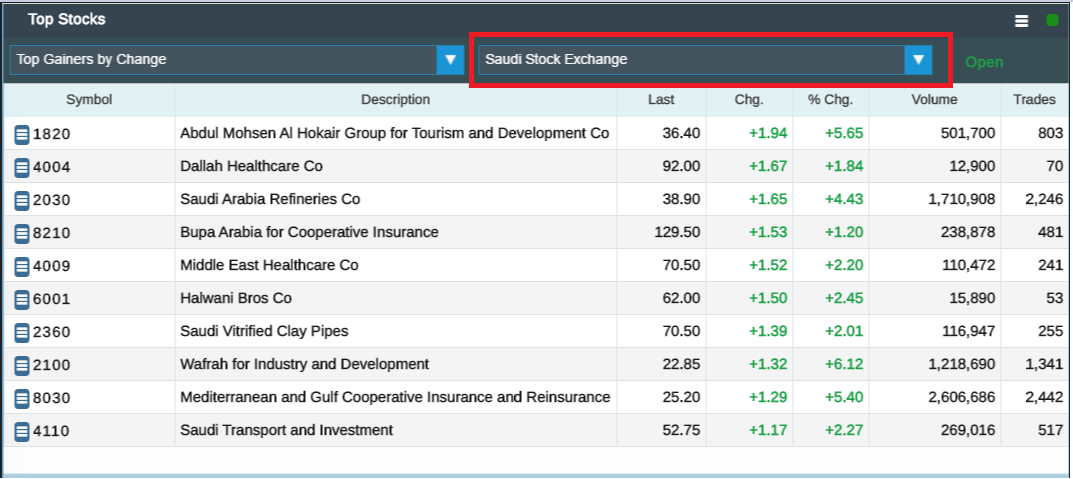 Top Stocks
Top Gainers by Change Saudi Stock Exchange Open
Symbol Description Last Chg. % Chg. Volume Trades
1820 Abdul Mohsen Al Hokair Group for Tourism and Development Co 36.40 +1.94 +5.65 501,700 803
4004 Dallah Healthcare Co 92.00 +1.67 +1.84 12,900 70
2030 Saudi Arabia Refineries Co 38.90 +1.65 +4.43 1,710,908 2,246
8210 Bupa Arabia for Cooperative Insurance 129.50 +1.53 +1.20 238,878 481
4009 Middle East Healthcare Co 70.50 +1.52 +2.20 110,472 241
6001 Halwani Bros Co 62.00 +1.50 +2.45 15,890 53
2360 Saudi Vitrified Clay Pipes 70.50 +1.39 +2.01 116,947 255
2100 Wafrah for Industry and Development 22.85 +1.32 +6.12 1,218,690 1,341
8030 Mediterranean and Gulf Cooperative Insurance and Reinsurance 25.20 +1.29 +5.40 2,606,686 2,442
4110 Saudi Transport and Investment 52.75 +1.17 +2.27 269,016 517